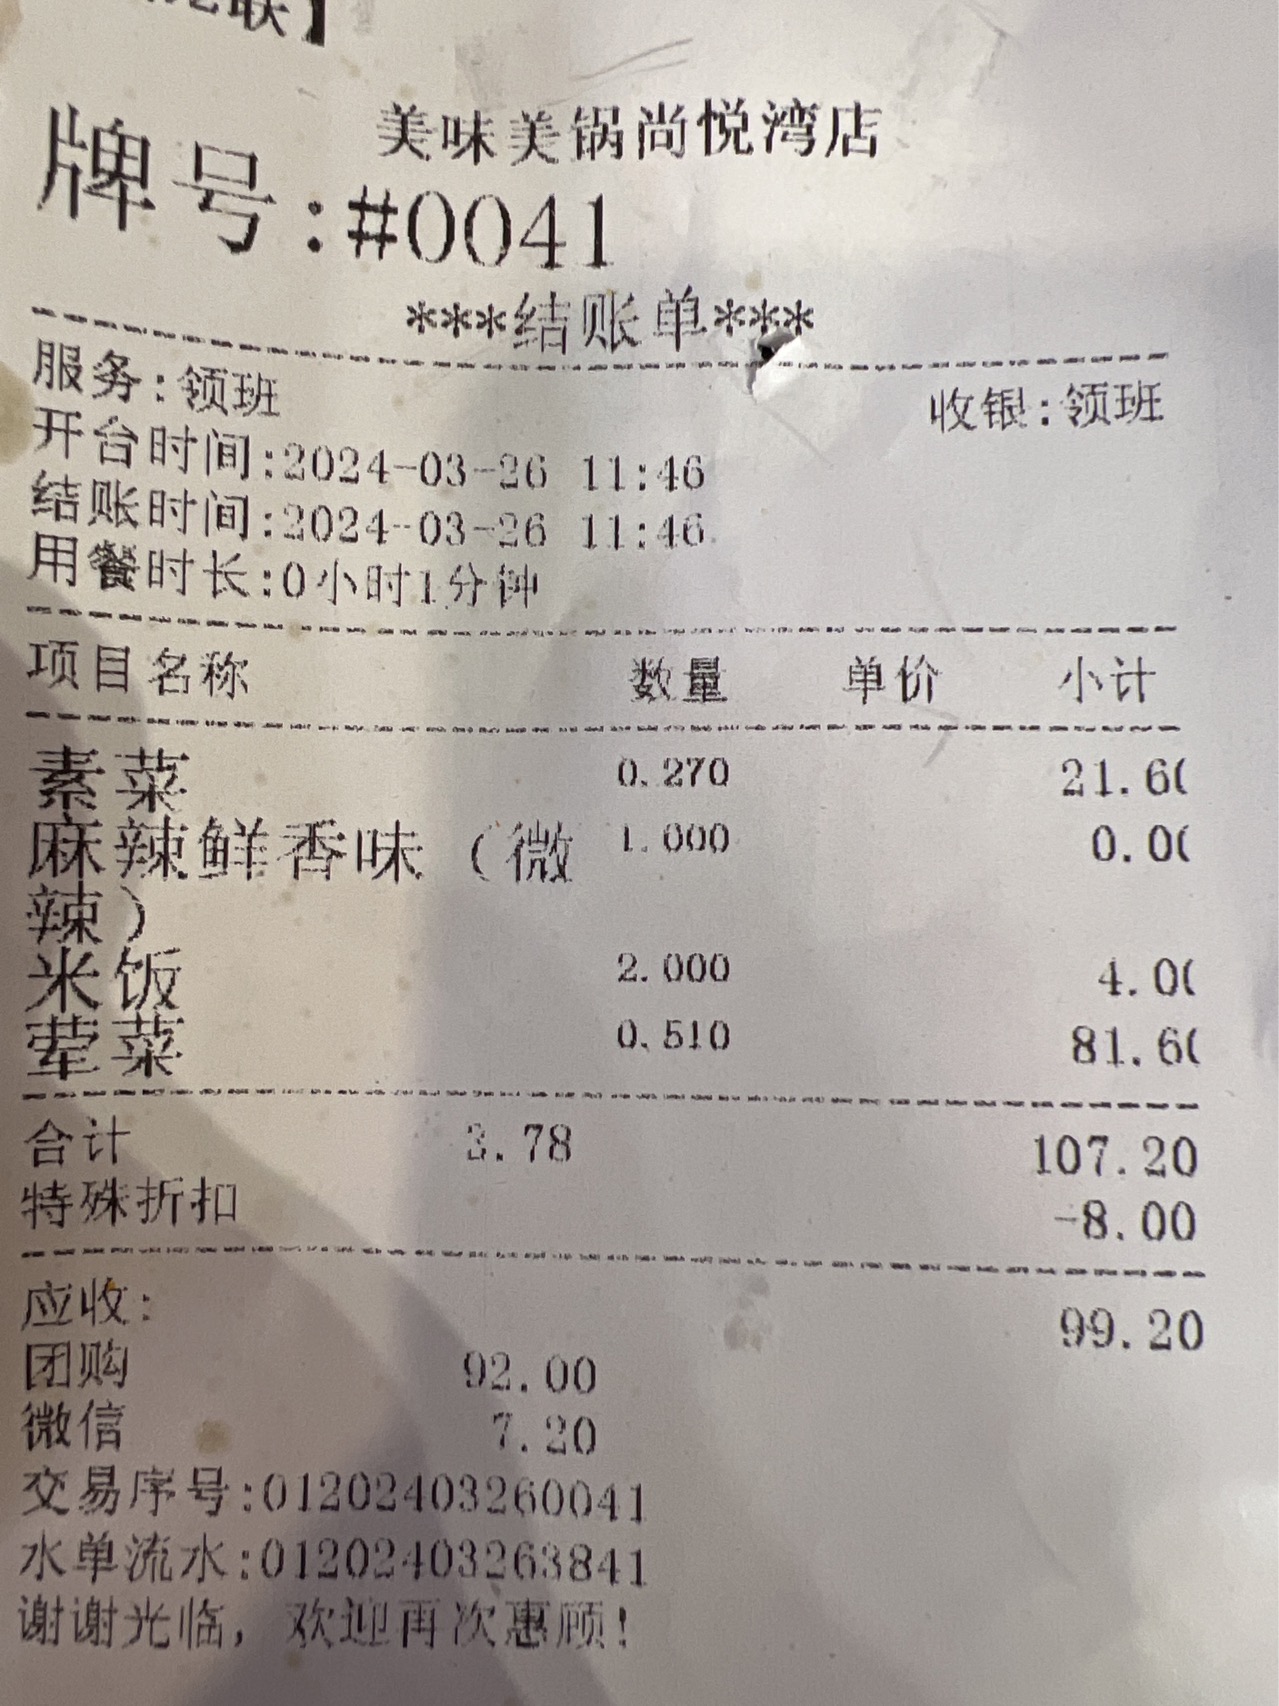 联】
美味美锅尚悦湾店
牌号:#0041
***结账单***
服务:领班 收银:领班
开台时间:2024-03-26 11:46
结账时间:2024-03-26 11:46
用餐时长:0小时1分钟
项目名称 数量 单价 小计
素菜 0.270 21.60
麻辣鲜香味（微 1.000 0.00
辣）
米饭 2.000 4.00
荤菜 0.510 81.60
合计 3.78 107.20
特殊折扣 -8.00
应收: 99.20
团购 92.00
微信 7.20
交易序号:01202403260041
水单流水:01202403263841
谢谢光临，欢迎再次惠顾！